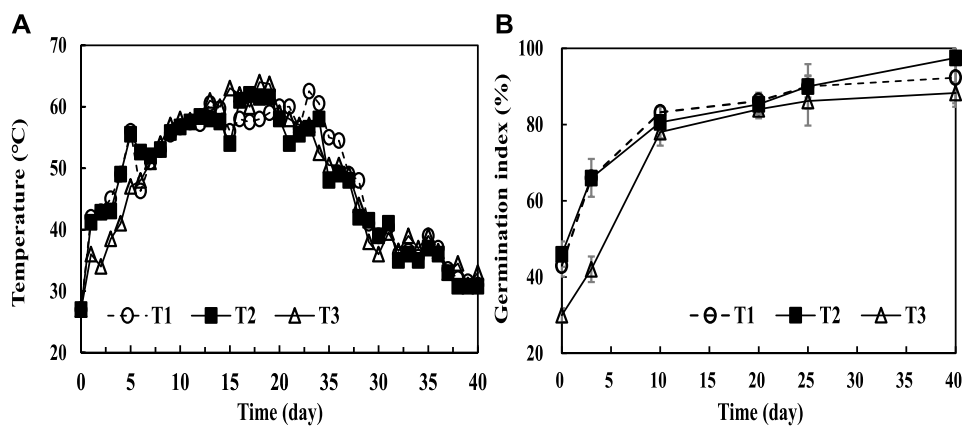 A
70
60
50
40
30
20
Temperature (°C)
T1 T2 T3
0 5 10 15 20 25 30 35 40
Time (day)
B
100
80
60
40
20
Germination index (%)
T1 T2 T3
0 5 10 15 20 25 30 35 40
Time (day)